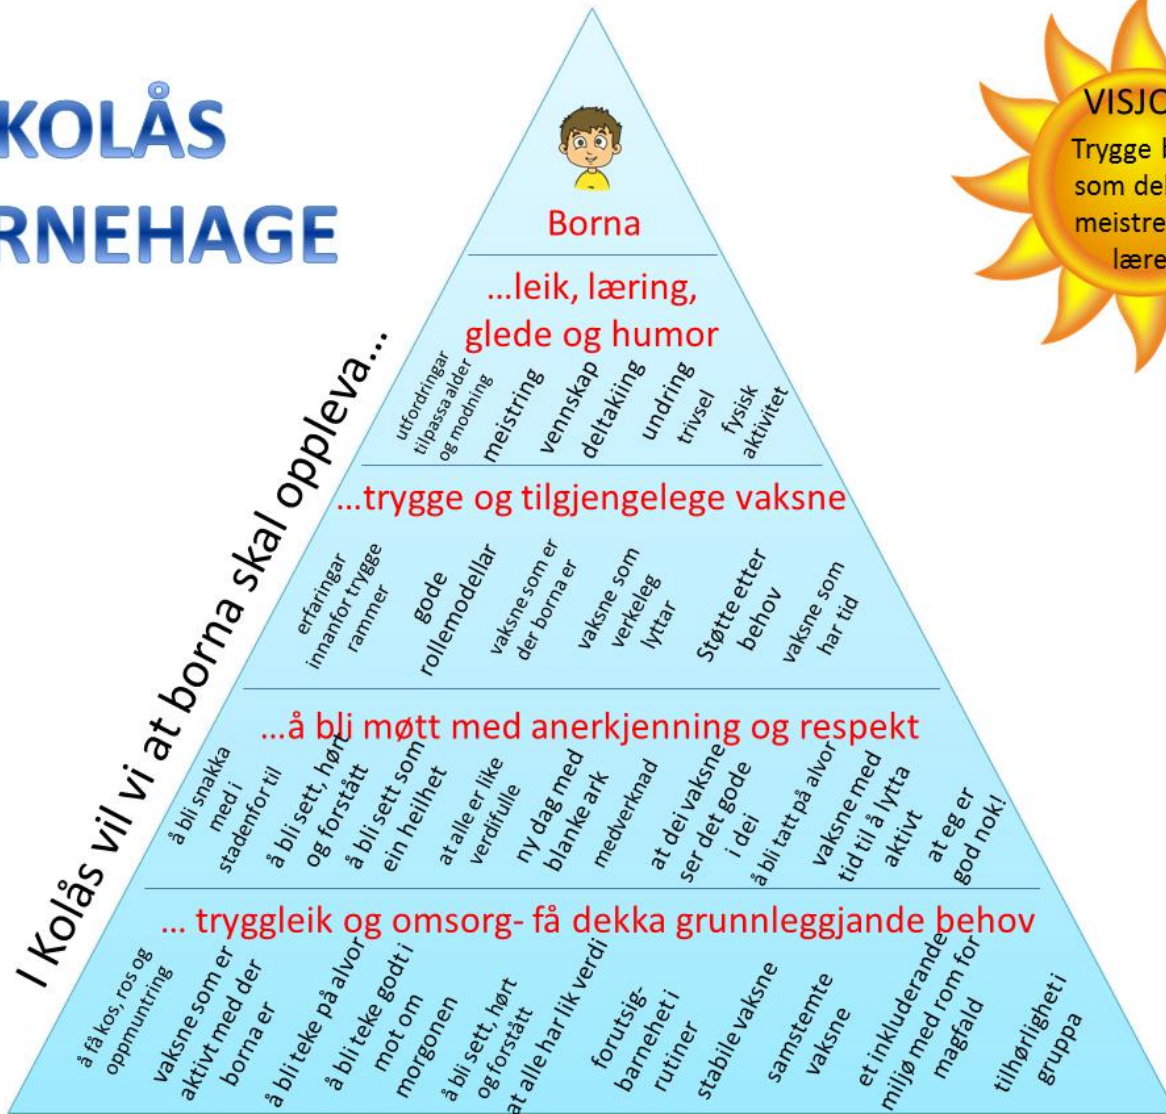 KOLÅS
RNEHAGE
VISJO
Trygge
som del
meistre
lære
I Kolås vil vi at borna skal oppleva...
Borna
...leik, læring,
glede og humor
utfordringar
tilpassa alder
og modning
meistring
vennskap
deltakiing
undring
trivsel
fysisk
aktivitet
...trygge og tilgjengelege vaksne
erfaringar
innanfor trygge
rammer
gode
rollemodellar
vaksne som er
der borna er
vaksne som
verkeleg
lyttar
Støtte etter
behov
vaksne som
har tid
...å bli møtt med anerkjenning og respekt
å bli snakka
med i
stadenfor til
å bli sett, hørt
og forstått
å bli sett som
ein heilhet
at alle er like
verdifulle
ny dag med
blanke ark
medverknad
at dei vaksne
ser det gode
i dei
å bli tatt på alvor
vaksne med
tid til å lytta
aktivt
at eg er
god nok!
... tryggleik og omsorg- få dekka grunnleggjande behov
å få kos, ros og
oppmuntring
vaksne som er
aktivt med der
borna er
å bli teke på alvor
å bli teke godt i
mot om
morgonen
å bli sett, hørt
og forstått
at alle har lik verdi
forutsig-
barnehet i
rutiner
stabile vaksne
samstemte
vaksne
et inkluderande
miljø med rom for
magfald
tilhørlighet i
gruppa